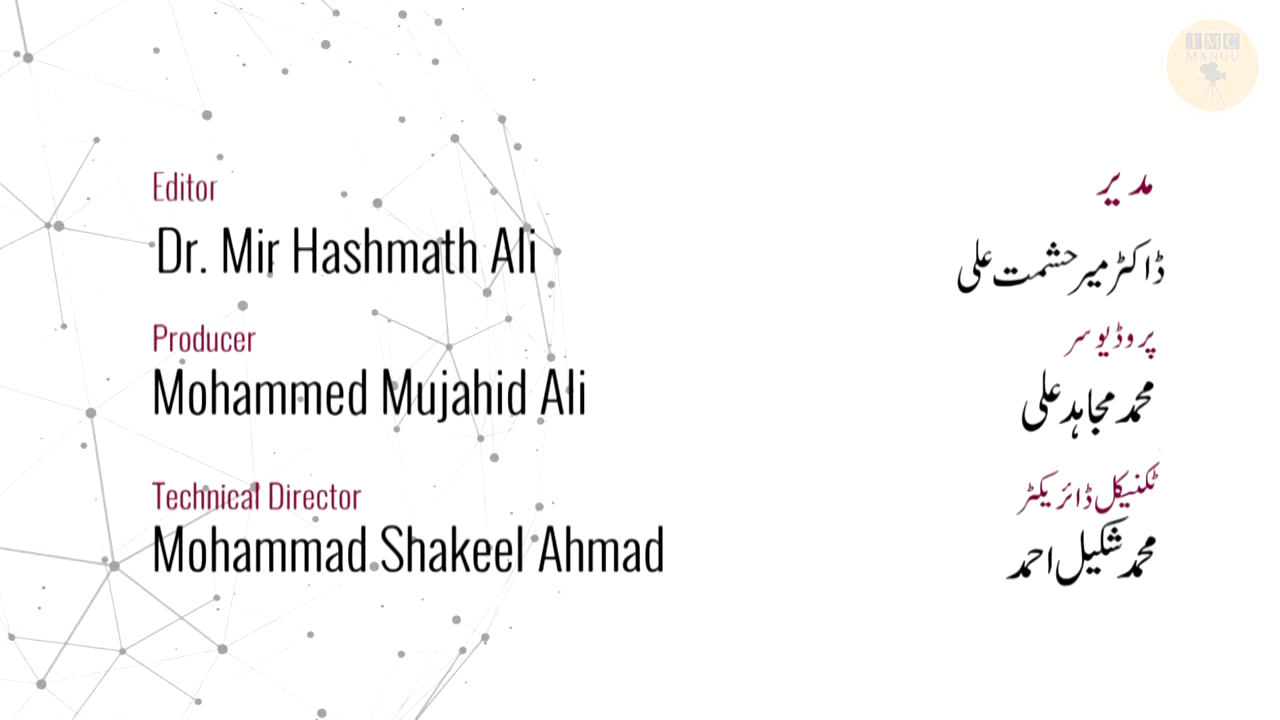 IMC
MANUU
Editor
مدیر
Dr. Mir Hashmath Ali
ڈاکٹر میر حشمت علی
Producer
پروڈیوسر
Mohammed Mujahid Ali
محمد مجاہد علی
Technical Director
ٹکنیکل ڈائریکٹر
Mohammad Shakeel Ahmad
محمد شکیل احمد